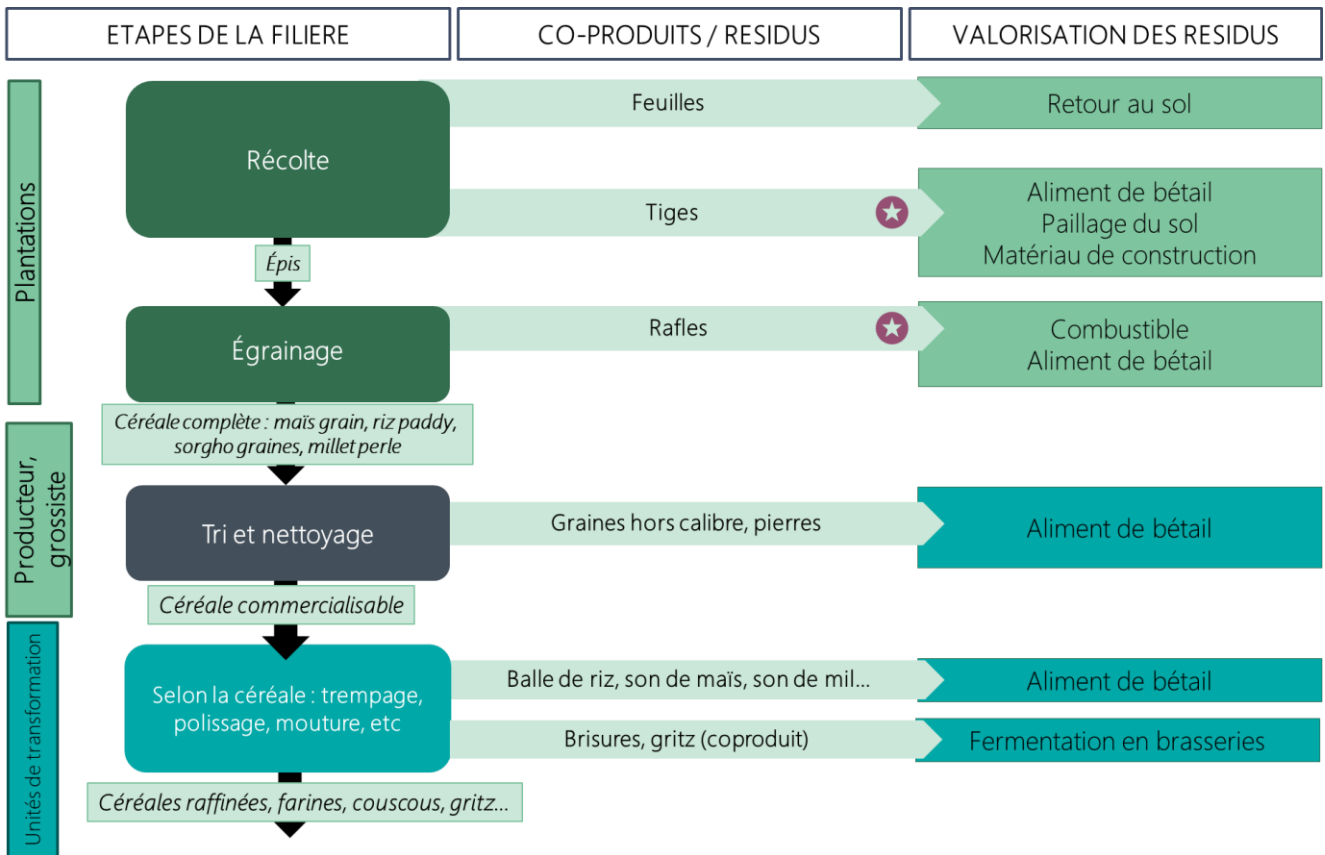 ETAPES DE LA FILIERE
CO-PRODUITS / RESIDUS
VALORISATION DES RESIDUS
Plantations
Récolte
Feuilles
Retour au sol
Tiges
Aliment de bétail
Paillage du sol
Matériau de construction
Épis
Égrainage
Rafles
Combustible
Aliment de bétail
Céréale complète : maïs grain, riz paddy,
sorgho graines, millet perle
Producteur,
grossiste
Tri et nettoyage
Graines hors calibre, pierres
Aliment de bétail
Céréale commercialisable
Unités de transformation
Selon la céréale : trempage,
polissage, mouture, etc
Balle de riz, son de maïs, son de mil...
Aliment de bétail
Brisures, gritz (coproduit)
Fermentation en brasseries
Céréales raffinées, farines, couscous, gritz...